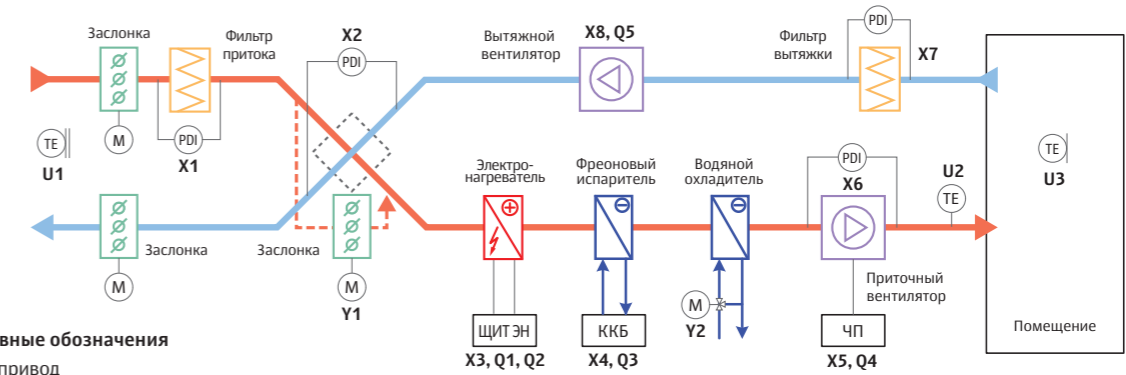 Заслонка
Фильтр
притока
X2
PDI
Вытяжной
вентилятор
X8, Q5
Фильтр
вытяжки
PDI
X7
TE
U1
M
PDI
X1
TE
U3
Электро-
нагреватель
Фреоновый
испаритель
Водяной
охладитель
PDI
X6
U2
TE
Заслонка
M
Заслонка
M
Y1
ЩИТ ЭН
X3, Q1, Q2
ККБ
X4, Q3
M
Y2
Приточный
вентилятор
ЧП
X5, Q4
Помещение
вные обозначения
привод